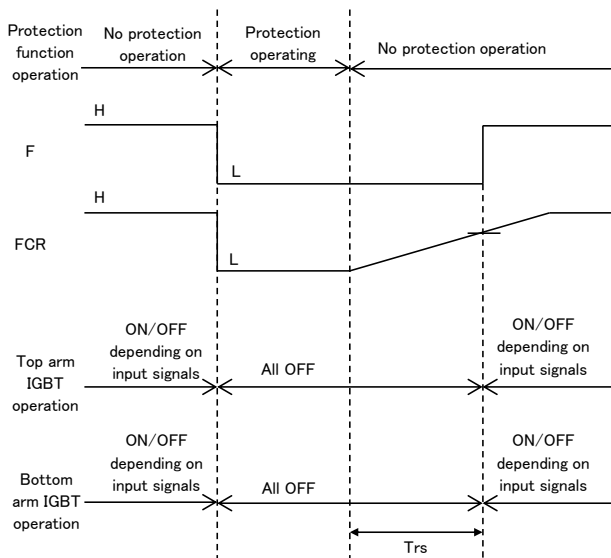 Protection
function
operation
No protection
operation
Protection
operating
No protection operation
H
F
L
H
FCR
L
Top arm
IGBT
operation
ON/OFF
depending on
input signals
All OFF
ON/OFF
depending on
input signals
Bottom
arm IGBT
operation
ON/OFF
depending on
input signals
All OFF
ON/OFF
depending on
input signals
Trs